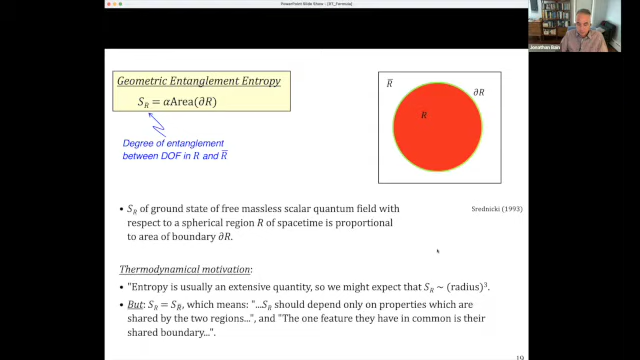 PowerPoint Slide Show - [RT_Formula]
Jonathan Bain
Geometric Entanglement Entropy
S_R = αArea(∂R)
Degree of entanglement
between DOF in R and R̅
R̅
∂R
R
• S_R of ground state of free massless scalar quantum field with
respect to a spherical region R of spacetime is proportional
to area of boundary ∂R.
Srednicki (1993)
Thermodynamical motivation:
• "Entropy is usually an extensive quantity, so we might expect that S_R ~ (radius)³.
• But: S_R = S_R̅, which means: "...S_R should depend only on properties which are
shared by the two regions...", and "The one feature they have in common is their
shared boundary...".
19